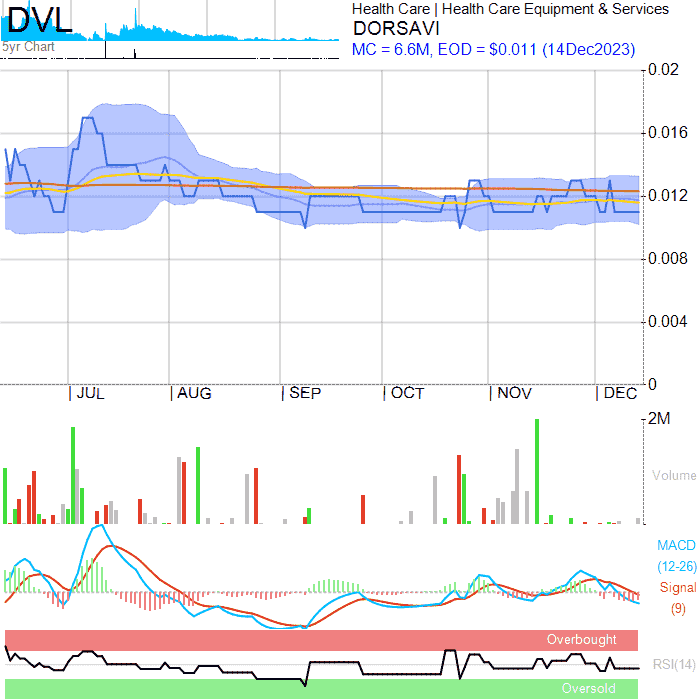 DVL
5yr Chart
Health Care | Health Care Equipment & Services
DORSAVI
MC = 6.6M, EOD = $0.011 (14Dec2023)
0.02
0.016
0.012
0.008
0.004
0
| JUL | AUG | SEP | OCT | NOV | DEC
2M
Volume
MACD
(12-26)
Signal
(9)
Overbought
RSI(14)
Oversold